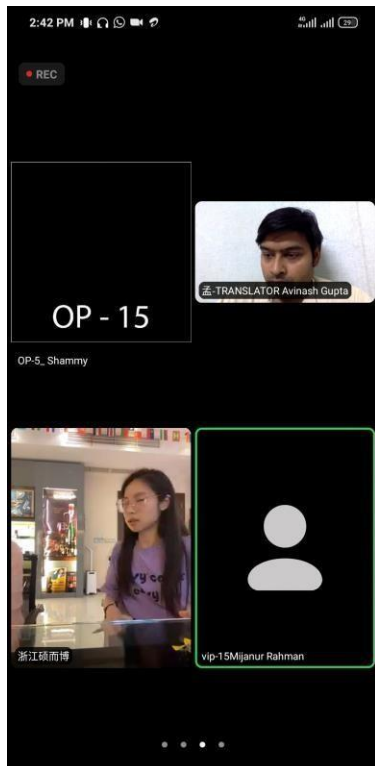 2:42 PM
REC
OP - 15
OP-5_ Shammy
孟-TRANSLATOR Avinash Gupta
浙江硕而博
vip-15Mijanur Rahman